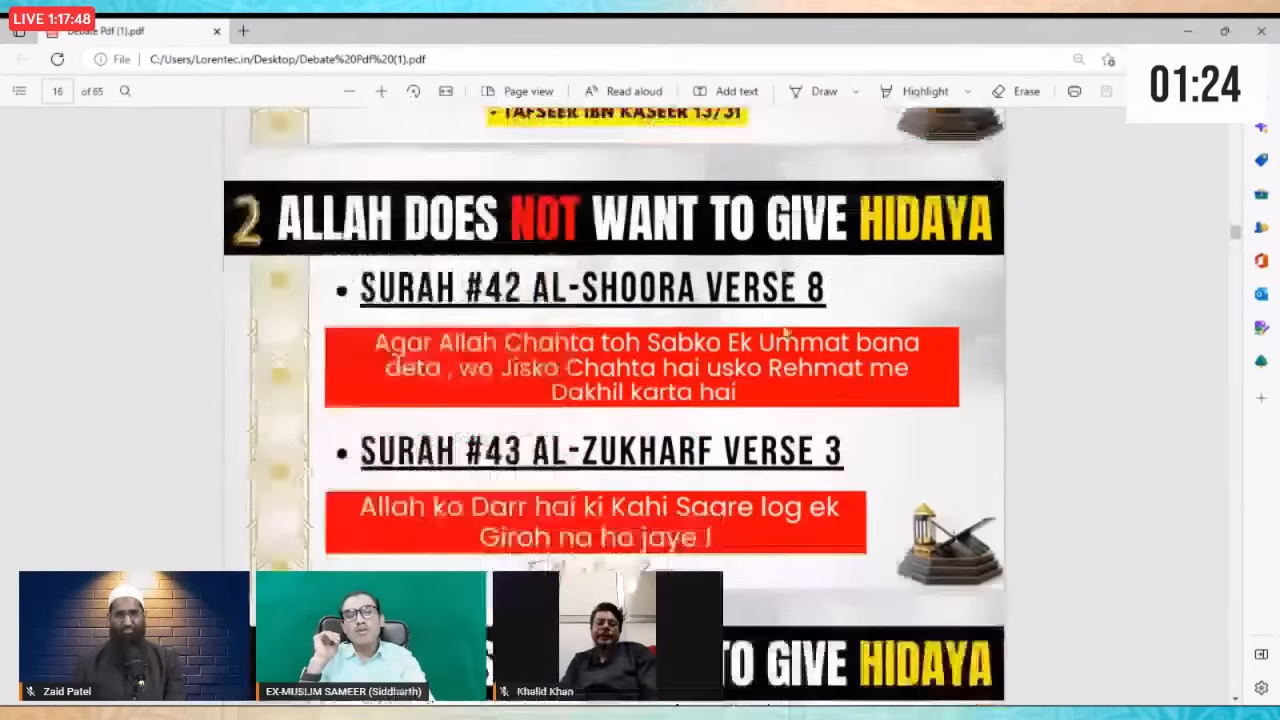 LIVE 1:17:48
Debate Pdf (1).pdf
File
C:/Users/Lorentec.in/Desktop/Debate%20Pdf%20(1).pdf
01:24
16 of 65
Page view
Read aloud
Add text
Draw
Highlight
Erase
- TAFSEER IBN KASEER 13/31
2 ALLAH DOES NOT WANT TO GIVE HIDAYA
• SURAH #42 AL-SHOORA VERSE 8
Agar Allah Chahta toh Sabko Ek Ummat bana
deta , wo Jisko Chahta hai usko Rehmat me
Dakhil karta hai
• SURAH #43 AL-ZUKHARF VERSE 3
Allah ko Darr hai ki Kahi Saare log ek
Giroh na ho jaye !
TO GIVE HIDAYA
Zaid Patel
EX-MUSLIM SAMEER (Siddharth)
Khalid Khan